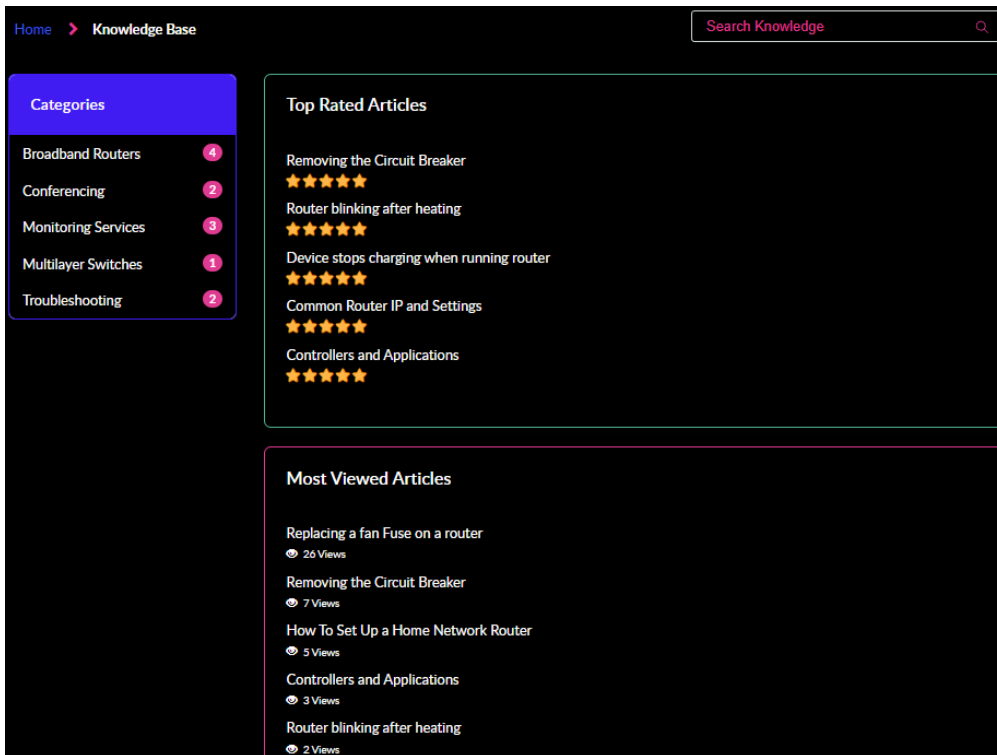 Home Knowledge Base
Search Knowledge
Categories
Broadband Routers 4
Conferencing 2
Monitoring Services 3
Multilayer Switches 1
Troubleshooting 2
Top Rated Articles
Removing the Circuit Breaker
Router blinking after heating
Device stops charging when running router
Common Router IP and Settings
Controllers and Applications
Most Viewed Articles
Replacing a fan Fuse on a router
26 Views
Removing the Circuit Breaker
7 Views
How To Set Up a Home Network Router
5 Views
Controllers and Applications
3 Views
Router blinking after heating
2 Views